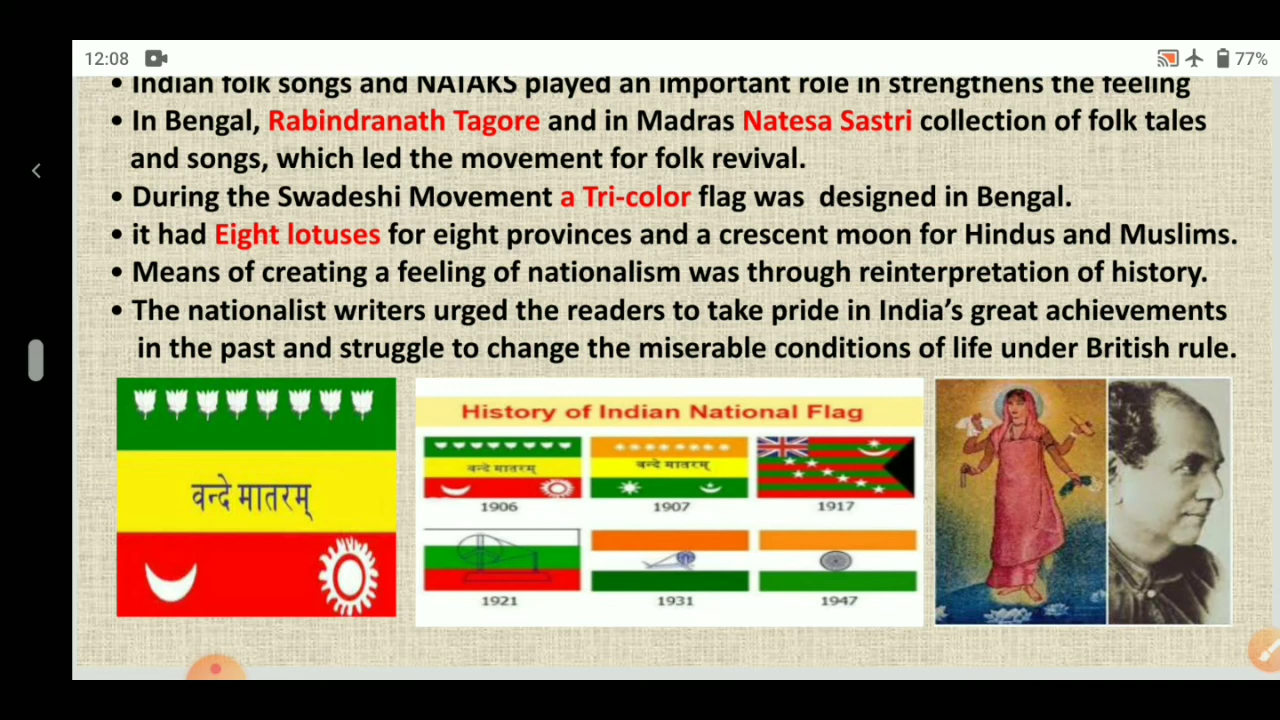 12:08
77%
• Indian folk songs and NATAKS played an important role in strengthens the feeling
• In Bengal, Rabindranath Tagore and in Madras Natesa Sastri collection of folk tales
and songs, which led the movement for folk revival.
• During the Swadeshi Movement a Tri-color flag was designed in Bengal.
• it had Eight lotuses for eight provinces and a crescent moon for Hindus and Muslims.
• Means of creating a feeling of nationalism was through reinterpretation of history.
• The nationalist writers urged the readers to take pride in India's great achievements
in the past and struggle to change the miserable conditions of life under British rule.
वन्दे मातरम्
History of Indian National Flag
वन्दे मातरम्
वन्दे मातरम्
1906
1907
1917
1921
1931
1947